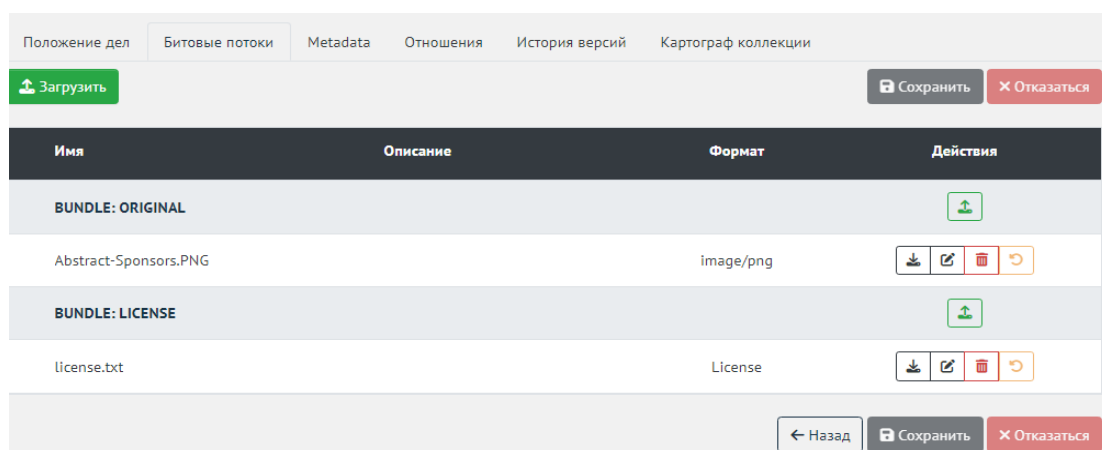 Положение дел Битовые потоки Metadata Отношения История версий Картограф коллекции
Загрузить Сохранить Отказаться
Имя Описание Формат Действия
BUNDLE: ORIGINAL
Abstract-Sponsors.PNG image/png
BUNDLE: LICENSE
license.txt License
Назад Сохранить Отказаться